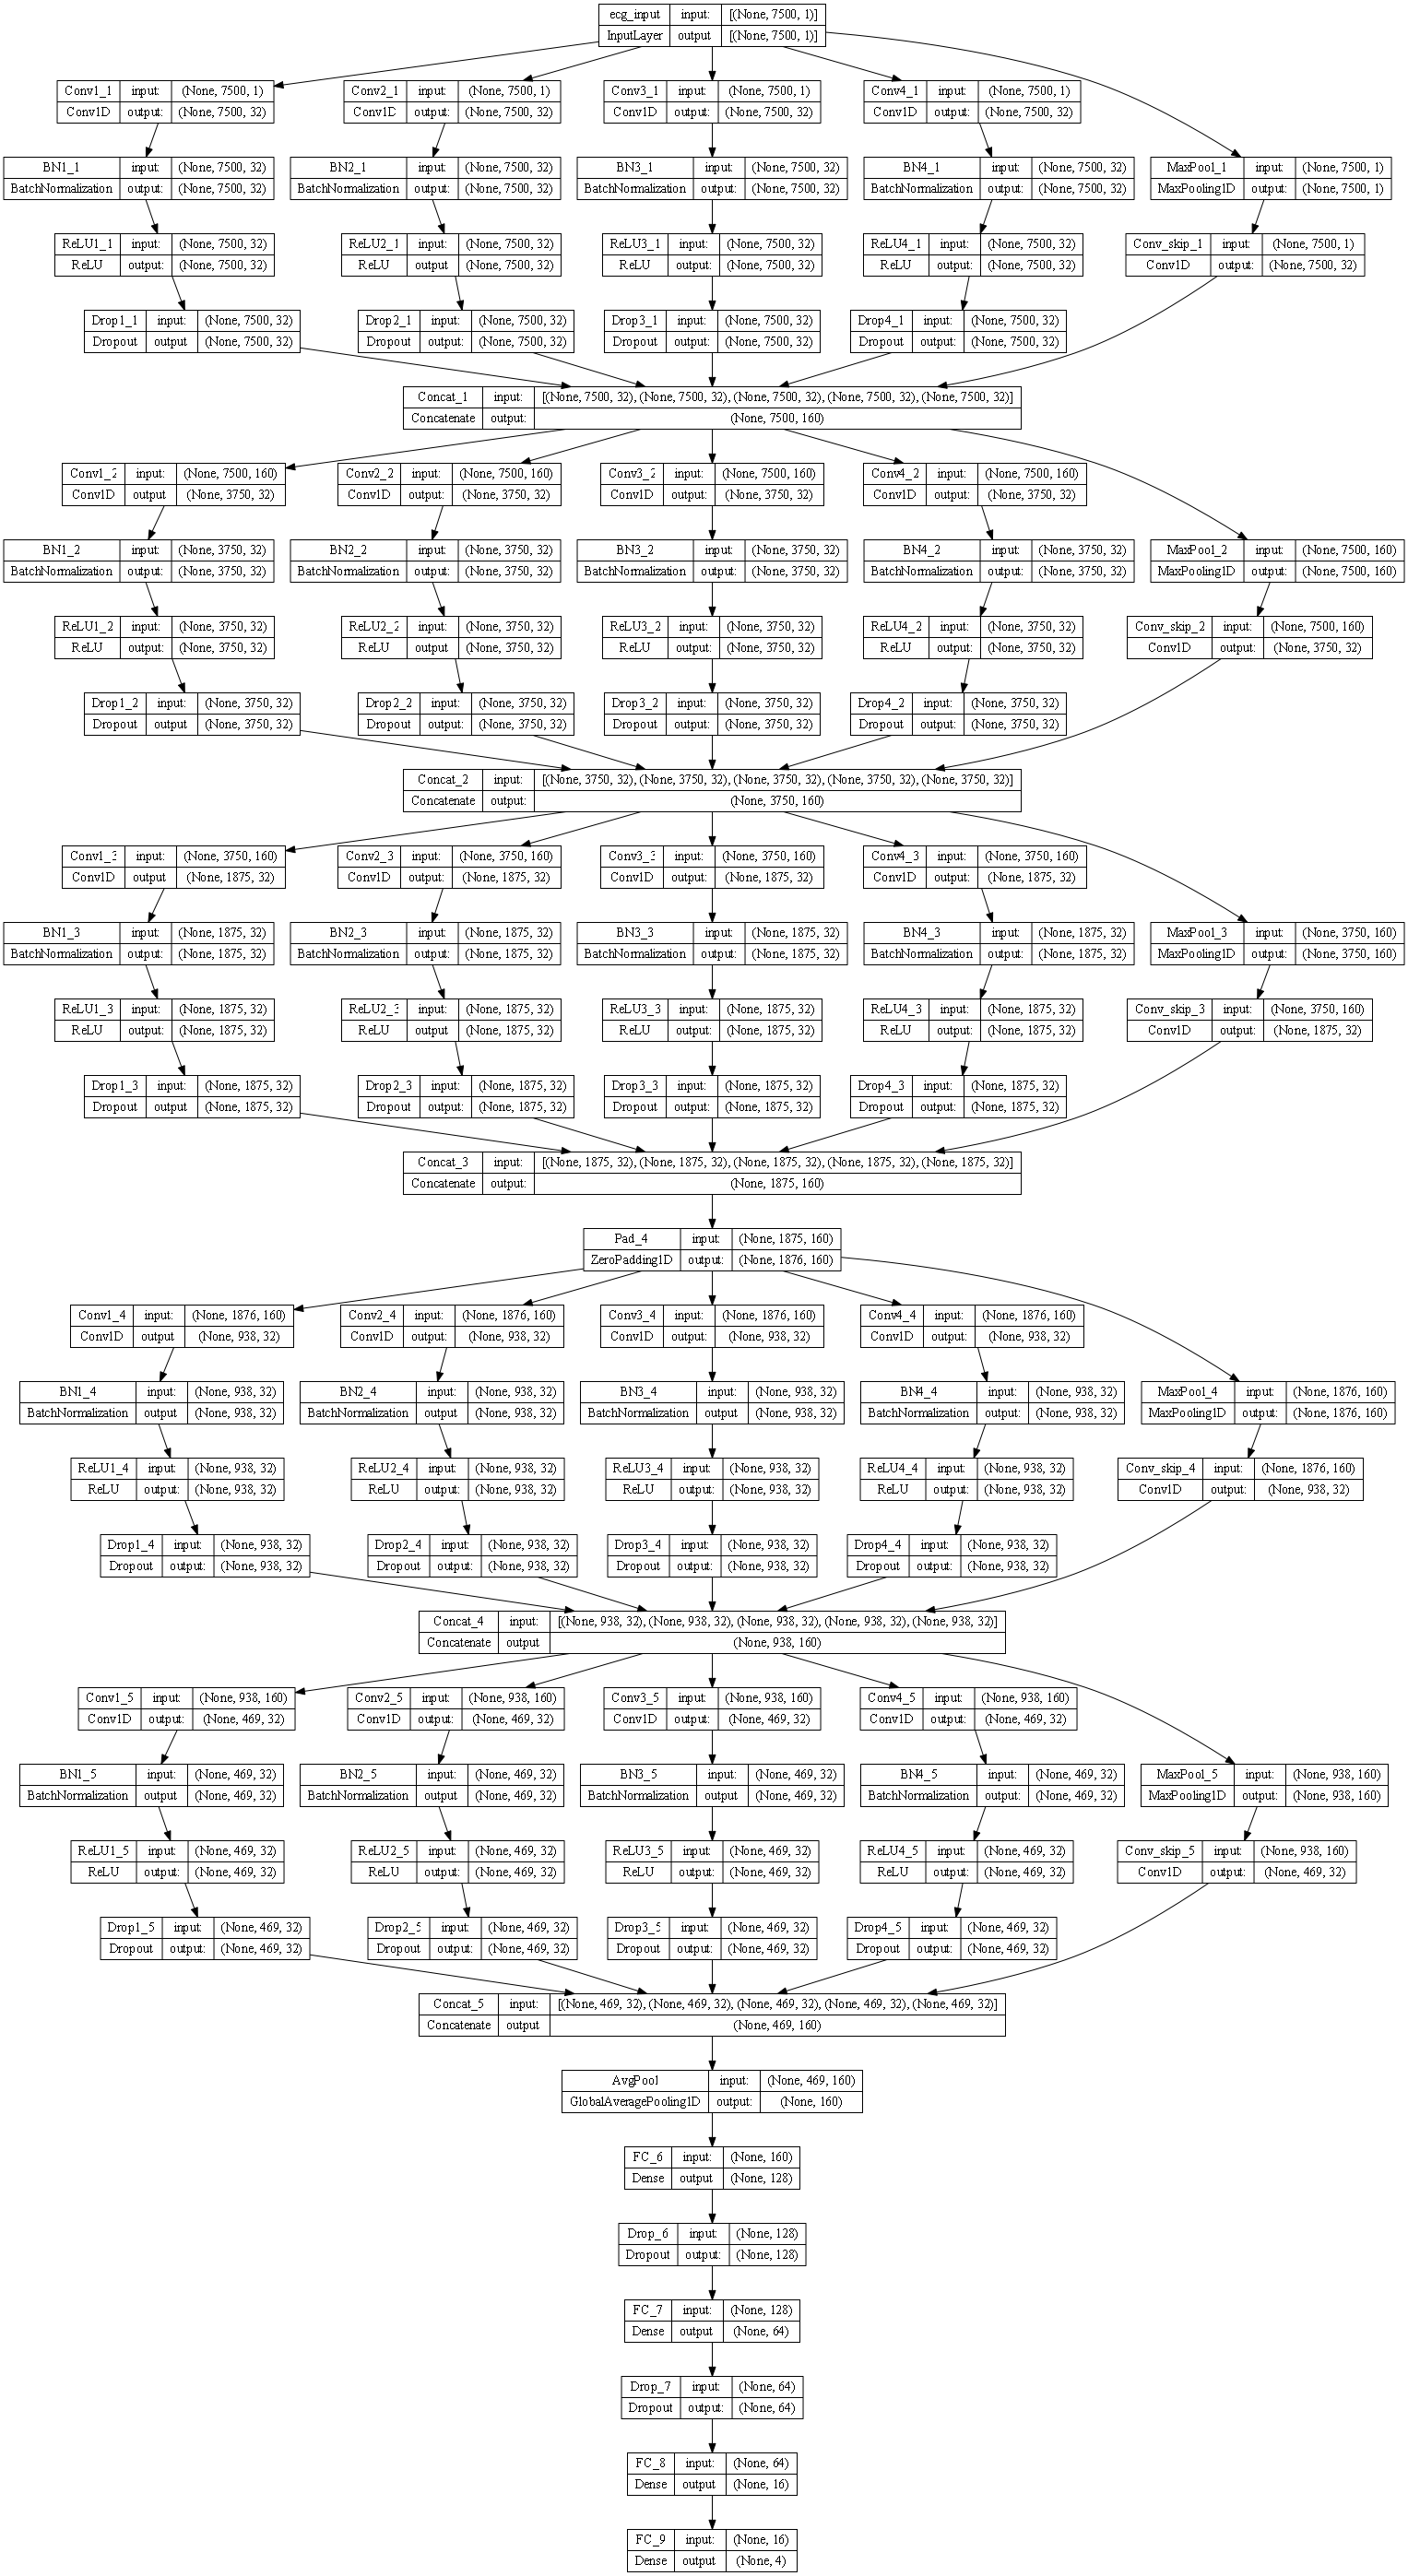 ecg_input input: [(None, 7500, 1)]
InputLayer output [(None, 7500, 1)]
Conv1_1 input: (None, 7500, 1)
Conv1D output: (None, 7500, 32)
Conv2_1 input: (None, 7500, 1)
Conv1D output: (None, 7500, 32)
Conv3_1 input: (None, 7500, 1)
Conv1D output: (None, 7500, 32)
Conv4_1 input: (None, 7500, 1)
Conv1D output: (None, 7500, 32)
BN1_1 input: (None, 7500, 32)
BatchNormalization output: (None, 7500, 32)
BN2_1 input: (None, 7500, 32)
BatchNormalization output: (None, 7500, 32)
BN3_1 input: (None, 7500, 32)
BatchNormalization output: (None, 7500, 32)
BN4_1 input: (None, 7500, 32)
BatchNormalization output: (None, 7500, 32)
MaxPool_1 input: (None, 7500, 1)
MaxPooling1D output: (None, 7500, 1)
ReLU1_1 input: (None, 7500, 32)
ReLU output: (None, 7500, 32)
ReLU2_1 input: (None, 7500, 32)
ReLU output (None, 7500, 32)
ReLU3_1 input: (None, 7500, 32)
ReLU output: (None, 7500, 32)
ReLU4_1 input: (None, 7500, 32)
ReLU output: (None, 7500, 32)
Conv_skip_1 input: (None, 7500, 1)
Conv1D output: (None, 7500, 32)
Drop1_1 input: (None, 7500, 32)
Dropout output (None, 7500, 32)
Drop2_1 input: (None, 7500, 32)
Dropout output: (None, 7500, 32)
Drop3_1 input: (None, 7500, 32)
Dropout output: (None, 7500, 32)
Drop4_1 input: (None, 7500, 32)
Dropout output: (None, 7500, 32)
Concat_1 input: [(None, 7500, 32), (None, 7500, 32), (None, 7500, 32), (None, 7500, 32), (None, 7500, 32)]
Concatenate output: (None, 7500, 160)
Conv1_2 input: (None, 7500, 160)
Conv1D output (None, 3750, 32)
Conv2_2 input: (None, 7500, 160)
Conv1D output: (None, 3750, 32)
Conv3_2 input: (None, 7500, 160)
Conv1D output: (None, 3750, 32)
Conv4_2 input: (None, 7500, 160)
Conv1D output: (None, 3750, 32)
BN1_2 input: (None, 3750, 32)
BatchNormalization output: (None, 3750, 32)
BN2_2 input: (None, 3750, 32)
BatchNormalization output: (None, 3750, 32)
BN3_2 input: (None, 3750, 32)
BatchNormalization output: (None, 3750, 32)
BN4_2 input: (None, 3750, 32)
BatchNormalization output: (None, 3750, 32)
MaxPool_2 input: (None, 7500, 160)
MaxPooling1D output: (None, 7500, 160)
ReLU1_2 input: (None, 3750, 32)
ReLU output: (None, 3750, 32)
ReLU2_2 input: (None, 3750, 32)
ReLU output (None, 3750, 32)
ReLU3_2 input: (None, 3750, 32)
ReLU output: (None, 3750, 32)
ReLU4_2 input: (None, 3750, 32)
ReLU output: (None, 3750, 32)
Conv_skip_2 input: (None, 7500, 160)
Conv1D output: (None, 3750, 32)
Drop1_2 input: (None, 3750, 32)
Dropout output (None, 3750, 32)
Drop2_2 input: (None, 3750, 32)
Dropout output: (None, 3750, 32)
Drop3_2 input: (None, 3750, 32)
Dropout output: (None, 3750, 32)
Drop4_2 input: (None, 3750, 32)
Dropout output: (None, 3750, 32)
Concat_2 input: [(None, 3750, 32), (None, 3750, 32), (None, 3750, 32), (None, 3750, 32), (None, 3750, 32)]
Concatenate output: (None, 3750, 160)
Conv1_3 input: (None, 3750, 160)
Conv1D output (None, 1875, 32)
Conv2_3 input: (None, 3750, 160)
Conv1D output: (None, 1875, 32)
Conv3_3 input: (None, 3750, 160)
Conv1D output: (None, 1875, 32)
Conv4_3 input: (None, 3750, 160)
Conv1D output: (None, 1875, 32)
BN1_3 input: (None, 1875, 32)
BatchNormalization output: (None, 1875, 32)
BN2_3 input: (None, 1875, 32)
BatchNormalization output: (None, 1875, 32)
BN3_3 input: (None, 1875, 32)
BatchNormalization output: (None, 1875, 32)
BN4_3 input: (None, 1875, 32)
BatchNormalization output: (None, 1875, 32)
MaxPool_3 input: (None, 3750, 160)
MaxPooling1D output: (None, 3750, 160)
ReLU1_3 input: (None, 1875, 32)
ReLU output: (None, 1875, 32)
ReLU2_3 input: (None, 1875, 32)
ReLU output (None, 1875, 32)
ReLU3_3 input: (None, 1875, 32)
ReLU output: (None, 1875, 32)
ReLU4_3 input: (None, 1875, 32)
ReLU output: (None, 1875, 32)
Conv_skip_3 input: (None, 3750, 160)
Conv1D output: (None, 1875, 32)
Drop1_3 input: (None, 1875, 32)
Dropout output (None, 1875, 32)
Drop2_3 input: (None, 1875, 32)
Dropout output: (None, 1875, 32)
Drop3_3 input: (None, 1875, 32)
Dropout output: (None, 1875, 32)
Drop4_3 input: (None, 1875, 32)
Dropout output: (None, 1875, 32)
Concat_3 input: [(None, 1875, 32), (None, 1875, 32), (None, 1875, 32), (None, 1875, 32), (None, 1875, 32)]
Concatenate output: (None, 1875, 160)
Pad_4 input: (None, 1875, 160)
ZeroPadding1D output: (None, 1876, 160)
Conv1_4 input: (None, 1876, 160)
Conv1D output (None, 938, 32)
Conv2_4 input: (None, 1876, 160)
Conv1D output: (None, 938, 32)
Conv3_4 input: (None, 1876, 160)
Conv1D output: (None, 938, 32)
Conv4_4 input: (None, 1876, 160)
Conv1D output: (None, 938, 32)
BN1_4 input: (None, 938, 32)
BatchNormalization output (None, 938, 32)
BN2_4 input: (None, 938, 32)
BatchNormalization output: (None, 938, 32)
BN3_4 input: (None, 938, 32)
BatchNormalization output (None, 938, 32)
BN4_4 input: (None, 938, 32)
BatchNormalization output: (None, 938, 32)
MaxPool_4 input: (None, 1876, 160)
MaxPooling1D output: (None, 1876, 160)
ReLU1_4 input: (None, 938, 32)
ReLU output: (None, 938, 32)
ReLU2_4 input: (None, 938, 32)
ReLU output: (None, 938, 32)
ReLU3_4 input: (None, 938, 32)
ReLU output: (None, 938, 32)
ReLU4_4 input: (None, 938, 32)
ReLU output: (None, 938, 32)
Conv_skip_4 input: (None, 1876, 160)
Conv1D output: (None, 938, 32)
Drop1_4 input: (None, 938, 32)
Dropout output: (None, 938, 32)
Drop2_4 input: (None, 938, 32)
Dropout output: (None, 938, 32)
Drop3_4 input: (None, 938, 32)
Dropout output: (None, 938, 32)
Drop4_4 input: (None, 938, 32)
Dropout output: (None, 938, 32)
Concat_4 input: [(None, 938, 32), (None, 938, 32), (None, 938, 32), (None, 938, 32), (None, 938, 32)]
Concatenate output (None, 938, 160)
Conv1_5 input: (None, 938, 160)
Conv1D output: (None, 469, 32)
Conv2_5 input: (None, 938, 160)
Conv1D output: (None, 469, 32)
Conv3_5 input: (None, 938, 160)
Conv1D output: (None, 469, 32)
Conv4_5 input: (None, 938, 160)
Conv1D output: (None, 469, 32)
BN1_5 input: (None, 469, 32)
BatchNormalization output (None, 469, 32)
BN2_5 input: (None, 469, 32)
BatchNormalization output: (None, 469, 32)
BN3_5 input: (None, 469, 32)
BatchNormalization output (None, 469, 32)
BN4_5 input: (None, 469, 32)
BatchNormalization output: (None, 469, 32)
MaxPool_5 input: (None, 938, 160)
MaxPooling1D output: (None, 938, 160)
ReLU1_5 input: (None, 469, 32)
ReLU output: (None, 469, 32)
ReLU2_5 input: (None, 469, 32)
ReLU output: (None, 469, 32)
ReLU3_5 input: (None, 469, 32)
ReLU output: (None, 469, 32)
ReLU4_5 input: (None, 469, 32)
ReLU output: (None, 469, 32)
Conv_skip_5 input: (None, 938, 160)
Conv1D output: (None, 469, 32)
Drop1_5 input: (None, 469, 32)
Dropout output: (None, 469, 32)
Drop2_5 input: (None, 469, 32)
Dropout output: (None, 469, 32)
Drop3_5 input: (None, 469, 32)
Dropout output: (None, 469, 32)
Drop4_5 input: (None, 469, 32)
Dropout output: (None, 469, 32)
Concat_5 input: [(None, 469, 32), (None, 469, 32), (None, 469, 32), (None, 469, 32), (None, 469, 32)]
Concatenate output (None, 469, 160)
AvgPool input: (None, 469, 160)
GlobalAveragePooling1D output: (None, 160)
FC_6 input: (None, 160)
Dense output (None, 128)
Drop_6 input: (None, 128)
Dropout output: (None, 128)
FC_7 input: (None, 128)
Dense output (None, 64)
Drop_7 input: (None, 64)
Dropout output: (None, 64)
FC_8 input: (None, 64)
Dense output (None, 16)
FC_9 input: (None, 16)
Dense output (None, 4)